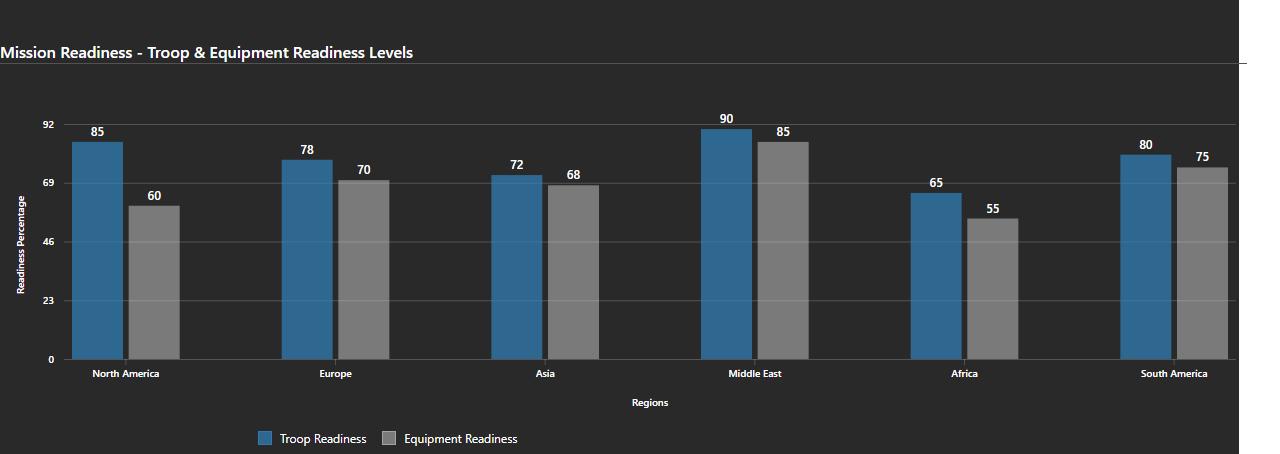 Mission Readiness - Troop & Equipment Readiness Levels
Readiness Percentage
92
69
46
23
0
85
60
78
70
72
68
90
85
65
55
80
75
North America
Europe
Asia
Middle East
Africa
South America
Regions
Troop Readiness
Equipment Readiness